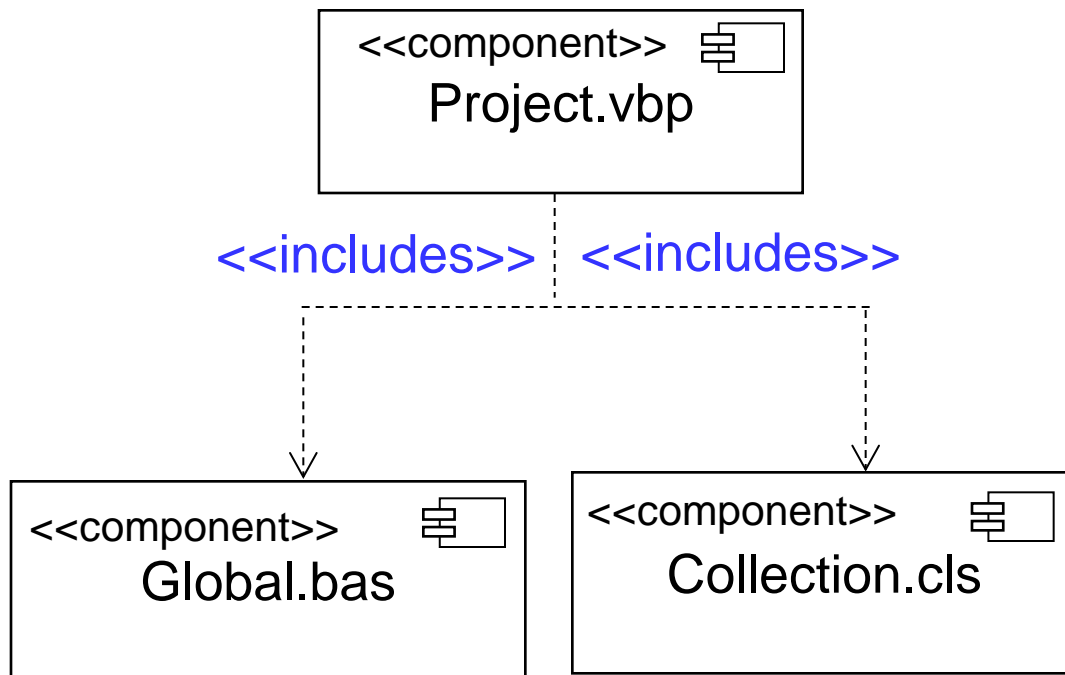 <<component>>
Project.vbp
<<includes>>
<<includes>>
<<component>>
Global.bas
<<component>>
Collection.cls